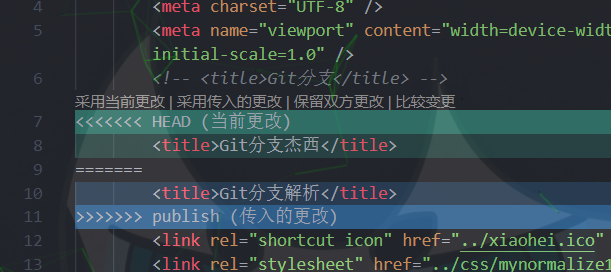 4 <meta charset="UTF-8" />
5 <meta name="viewport" content="width=device-wid
initial-scale=1.0" />
6 <!-- <title>Git分支</title> -->
采用当前更改 | 采用传入的更改 | 保留双方更改 | 比较变更
7 <<<<<<< HEAD (当前更改)
8 <title>Git分支杰西</title>
9 =======
10 <title>Git分支解析</title>
11 >>>>>>> publish (传入的更改)
12 <link rel="shortcut icon" href="../xiaohei.ico"
13 <link rel="stylesheet" href="../css/mynormalize1